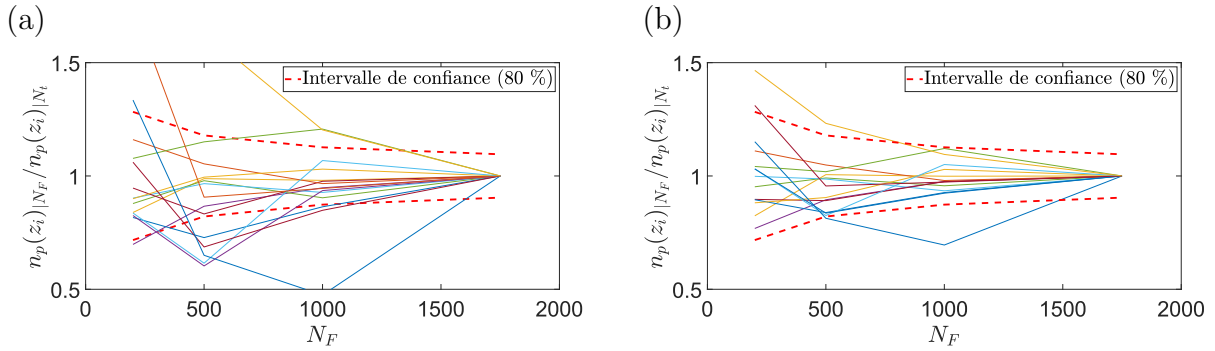 (a)
1.5
1
0.5
0
500
1000
1500
2000
n_p(z_i)_{|N_F}/n_p(z_i)_{|N_t}
N_F
Intervalle de confiance (80 %)
(b)
1.5
1
0.5
0
500
1000
1500
2000
n_p(z_i)_{|N_F}/n_p(z_i)_{|N_t}
N_F
Intervalle de confiance (80 %)